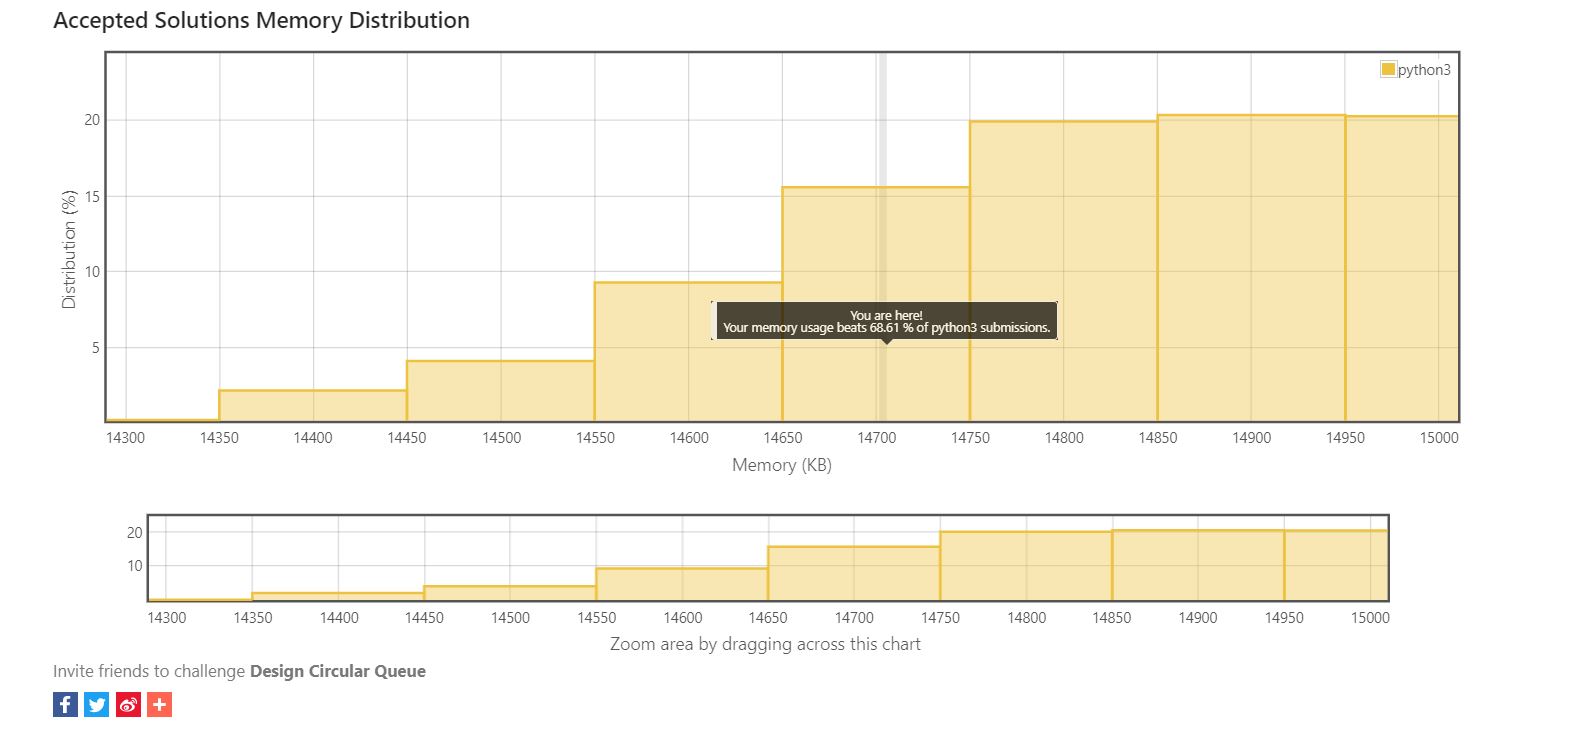 Accepted Solutions Memory Distribution
python3
20
15
10
5
Distribution (%)
You are here!
Your memory usage beats 68.61 % of python3 submissions.
14300 14350 14400 14450 14500 14550 14600 14650 14700 14750 14800 14850 14900 14950 15000
Memory (KB)
20
10
14300 14350 14400 14450 14500 14550 14600 14650 14700 14750 14800 14850 14900 14950 15000
Zoom area by dragging across this chart
Invite friends to challenge Design Circular Queue